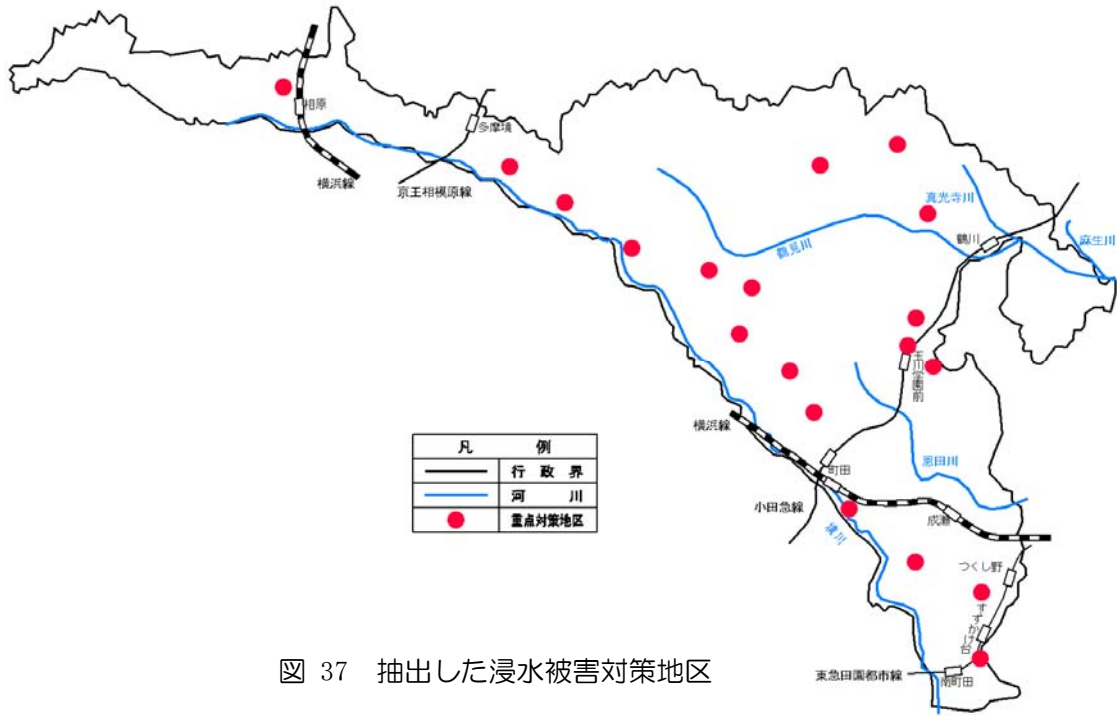 相原
多摩境
横浜線
京王相模原線
真光寺川
鶴川
麻生川
鶴見川
玉川学園前
横浜線
町田
恩田川
小田急線
成瀬
境川
つくし野
すずかけ台
東急田園都市線
南町田
凡 例
行 政 界
河 川
重点対策地区
図 37 抽出した浸水被害対策地区